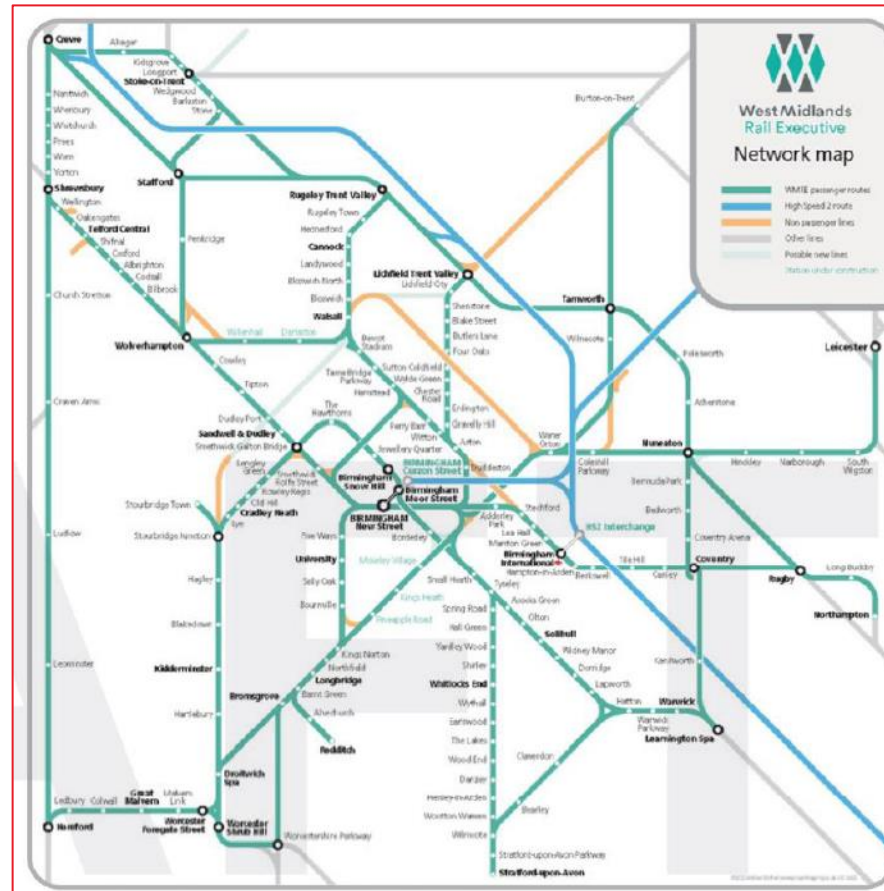 West Midlands
Rail Executive
Network map
WMRE passenger routes
High Speed 2 route
Non passenger lines
Other lines
Possible new lines
Station under construction
Crewe
Alsager
Kidsgrove
Longport
Stoke-on-Trent
Wedgwood
Barlaston
Stone
Nantwich
Wrenbury
Whitchurch
Prees
Wem
Yorton
Shrewsbury
Wellington
Oakengates
Telford Central
Shifnal
Cosford
Albrighton
Codsall
Bilbrook
Stafford
Penkridge
Wolverhampton
Rugeley Trent Valley
Rugeley Town
Hednesford
Cannock
Landywood
Bloxwich North
Bloxwich
Walsall
Willenhall
Darlaston
Burton-on-Trent
Lichfield Trent Valley
Lichfield City
Shenstone
Blake Street
Butlers Lane
Four Oaks
Sutton Coldfield
Wylde Green
Chester
Road
Erdington
Gravelly Hill
Aston
Tamworth
Wilnecote
Polesworth
Atherstone
Leicester
Church Stretton
Craven Arms
Ludlow
Leominster
Hereford
Coseley
Tipton
Dudley Port
Sandwell & Dudley
Smethwick Galton Bridge
The
Hawthorns
Bescot
Stadium
Tame Bridge
Parkway
Hamstead
Perry Barr
Witton
Jewellery Quarter
Langley
Green
Smethwick
Rolfe Street
Rowley Regis
Old Hill
Cradley Heath
Lye
Stourbridge Town
Stourbridge Junction
Birmingham
Snow Hill
BIRMINGHAM
Curzon Street
Birmingham
Moor Street
BIRMINGHAM
New Street
Duddeston
Water
Orton
Coleshill
Parkway
Nuneaton
Hinckley
Narborough
South
Wigston
Bermuda Park
Bedworth
Coventry Arena
Coventry
Adderley
Park
Stechford
Lea Hall
Marston Green
HS2 Interchange
Birmingham
International
Hampton-in-Arden
Berkswell
Tile Hill
Canley
Rugby
Long Buckby
Northampton
Five Ways
University
Selly Oak
Bournville
Bordesley
Moseley Village
Kings Heath
Pineapple Road
Kings Norton
Northfield
Longbridge
Small Heath
Tyseley
Acocks Green
Olton
Solihull
Widney Manor
Dorridge
Lapworth
Hatton
Warwick
Warwick
Parkway
Leamington Spa
Kenilworth
Spring Road
Hall Green
Yardley Wood
Shirley
Whitlocks End
Wythall
Earlswood
The Lakes
Wood End
Danzey
Henley-in-Arden
Wootton Wawen
Wilmcote
Stratford-upon-Avon Parkway
Stratford-upon-Avon
Claverdon
Bearley
Hagley
Blakedown
Kidderminster
Hartlebury
Bromsgrove
Barnt Green
Alvechurch
Redditch
Droitwich
Spa
Ledbury
Colwall
Great
Malvern
Malvern
Link
Worcester
Foregate Street
Worcester
Shrub Hill
Worcestershire Parkway